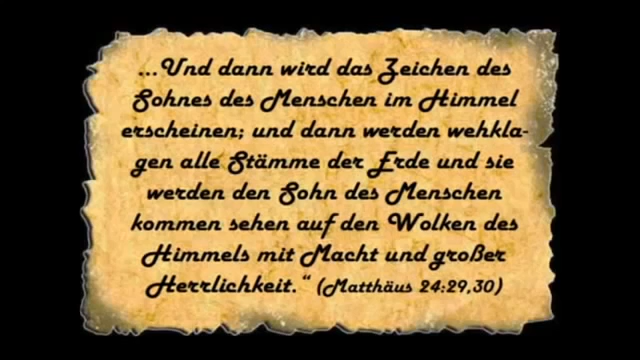 ...Und dann wird das Zeichen des
Sohnes des Menschen im Himmel
erscheinen; und dann werden wehkla-
gen alle Stämme der Erde und sie
werden den Sohn des Menschen
kommen sehen auf den Wolken des
Himmels mit Macht und großer
Herrlichkeit.“ (Matthäus 24:29,30)